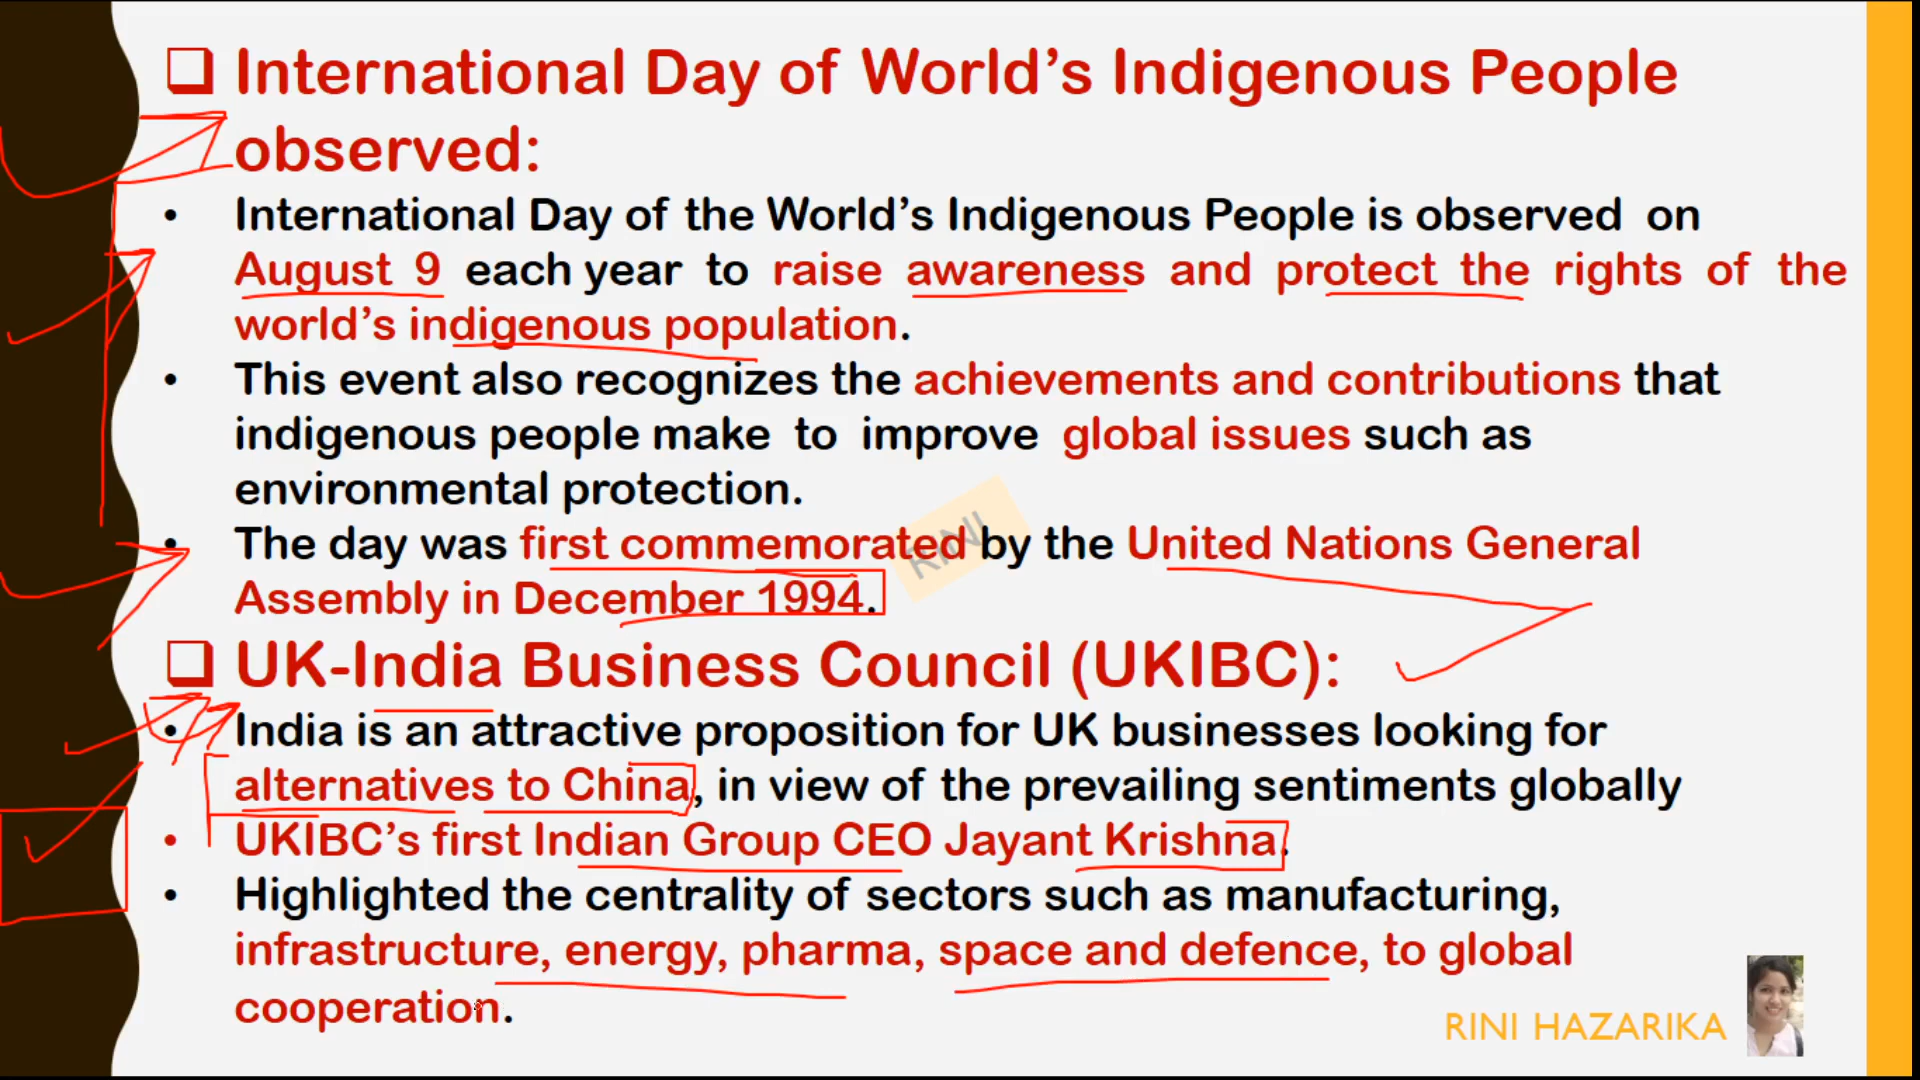 International Day of World’s Indigenous People
observed:
• International Day of the World’s Indigenous People is observed on
August 9 each year to raise awareness and protect the rights of the
world’s indigenous population.
• This event also recognizes the achievements and contributions that
indigenous people make to improve global issues such as
environmental protection.
• The day was first commemorated by the United Nations General
Assembly in December 1994.
RINI
UK-India Business Council (UKIBC):
• India is an attractive proposition for UK businesses looking for
alternatives to China, in view of the prevailing sentiments globally
• UKIBC’s first Indian Group CEO Jayant Krishna.
• Highlighted the centrality of sectors such as manufacturing,
infrastructure, energy, pharma, space and defence, to global
cooperation.
RINI HAZARIKA